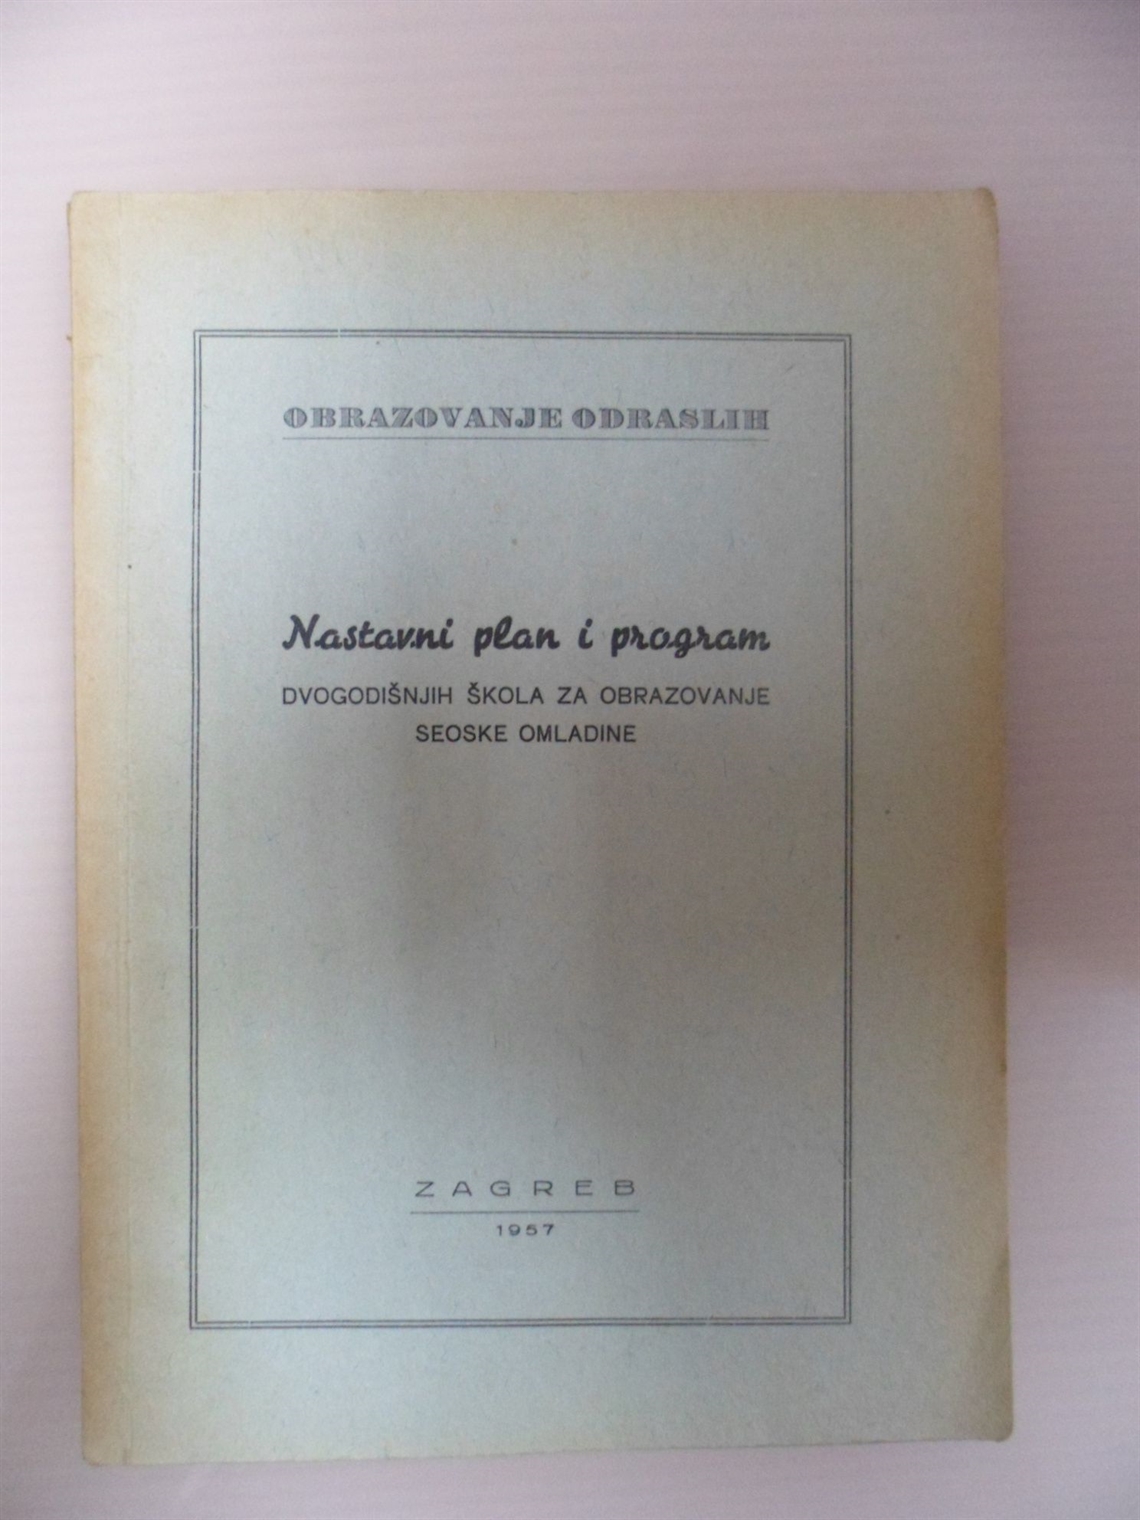 OBRAZOVANJE ODRASLIH
Nastavni plan i program
DVOGODIŠNJIH ŠKOLA ZA OBRAZOVANJE
SEOSKE OMLADINE
ZAGREB
1957